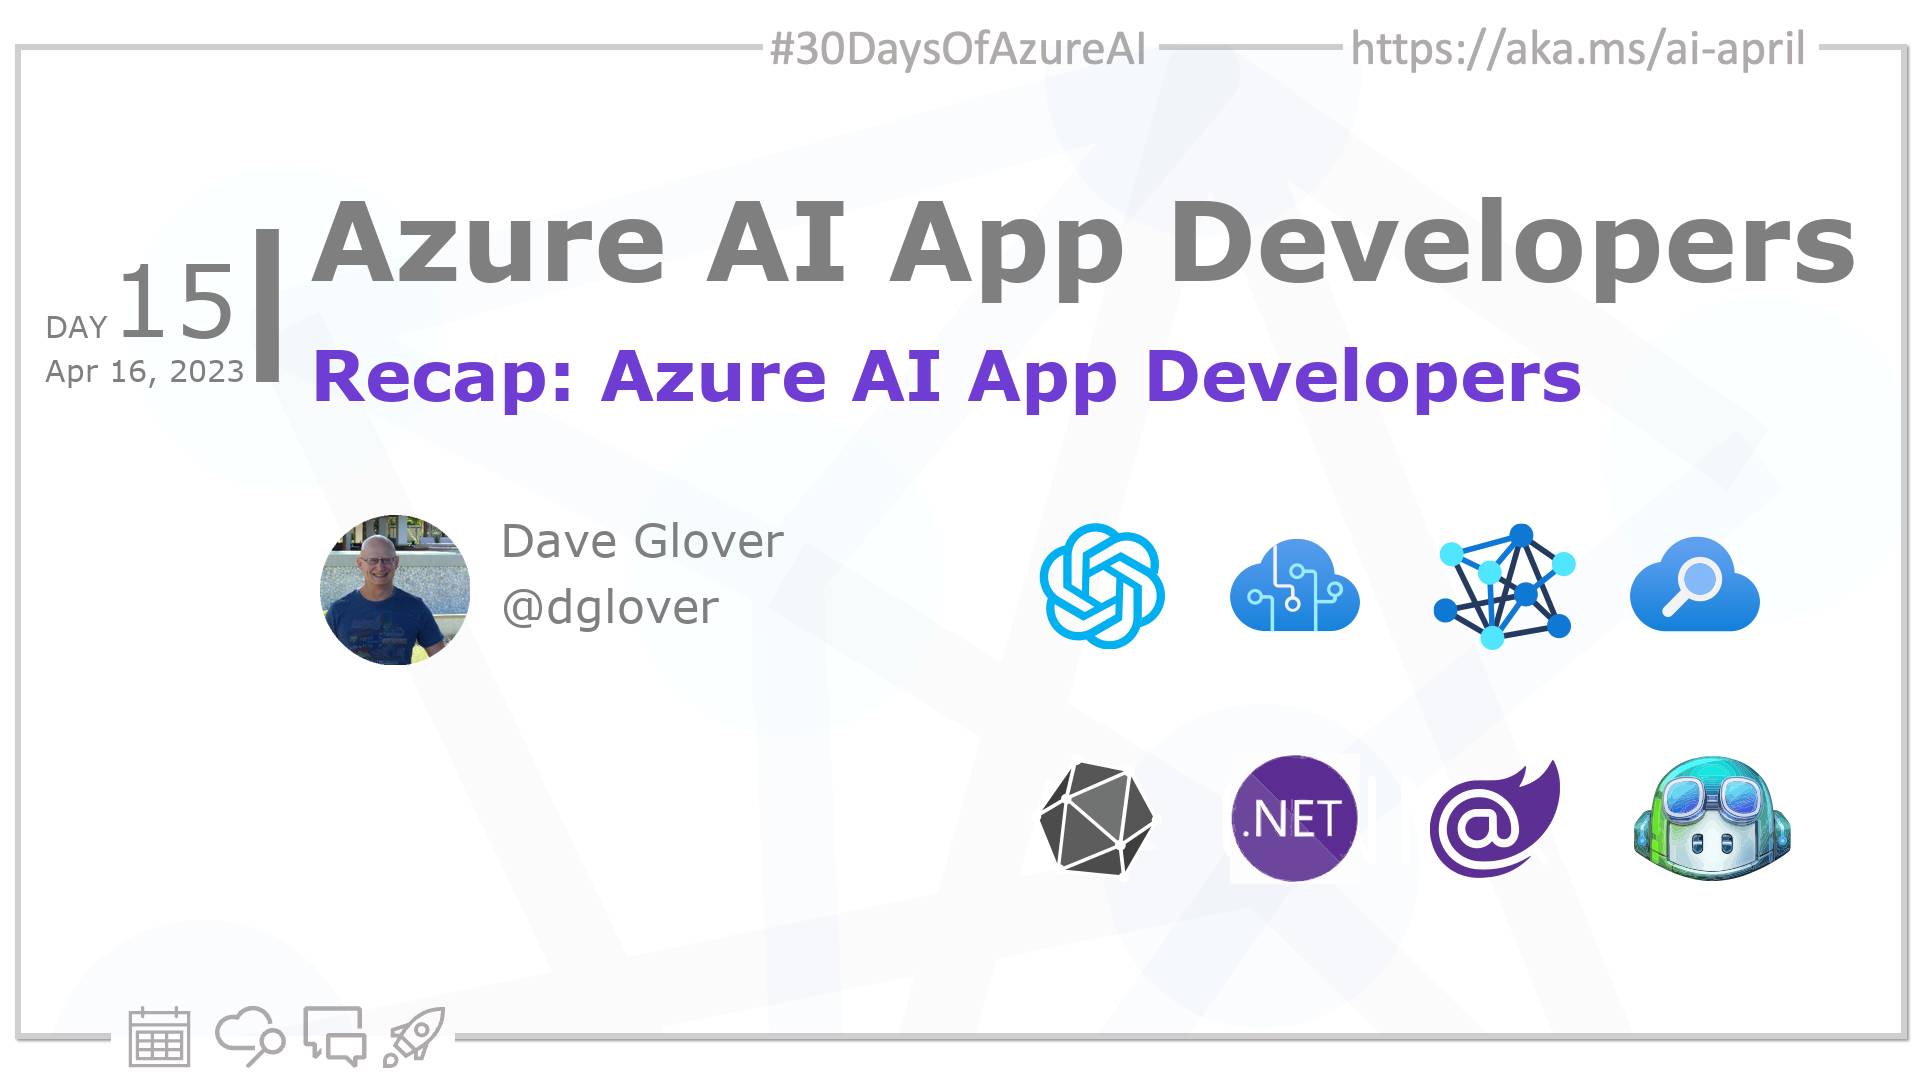 #30DaysOfAzureAI
https://aka.ms/ai-april
Azure AI App Developers
DAY 15
Apr 16, 2023
Recap: Azure AI App Developers
Dave Glover
@dglover
.NET